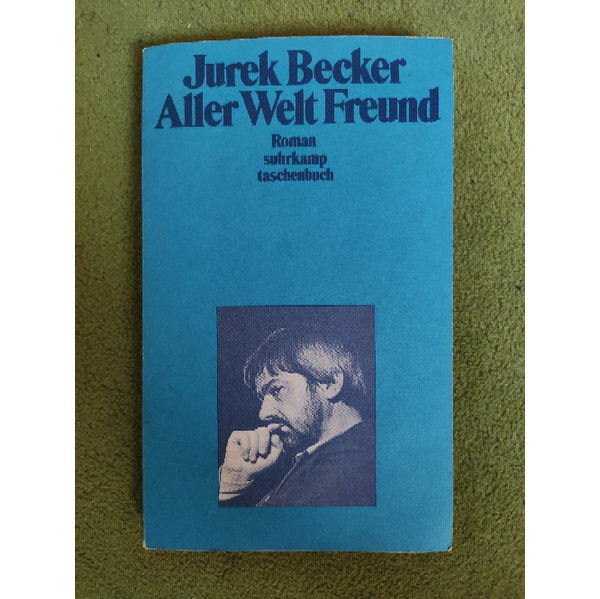 Jurek Becker
Aller Welt Freund
Roman
suhrkamp
taschenbuch